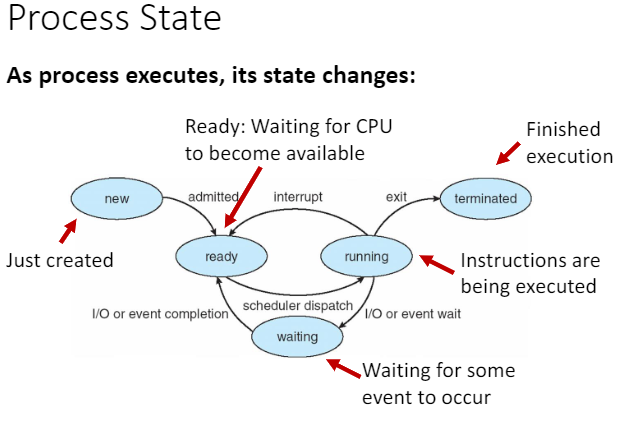 Process State
As process executes, its state changes:
Ready: Waiting for CPU
to become available
Finished
execution
new
admitted
interrupt
exit
terminated
Just created
ready
running
Instructions are
being executed
I/O or event completion
scheduler dispatch
I/O or event wait
waiting
Waiting for some
event to occur